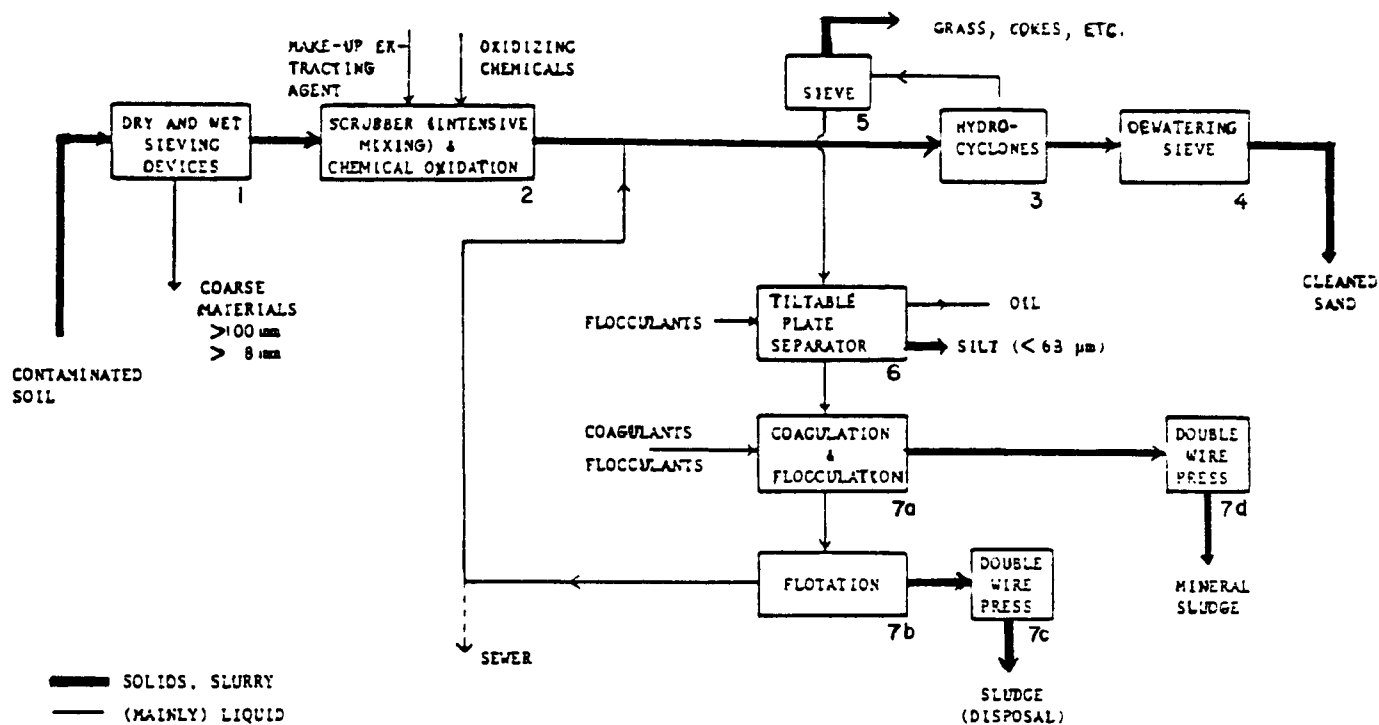 GRASS, COKES, ETC.
MAKE-UP EX-
TRACTING
AGENT
OXIDIZING
CHEMICALS
SIEVE
5
DRY AND WET
SIEVING
DEVICES
1
SCRUBBER (INTENSIVE
MIXING) &
CHEMICAL OXIDATION
2
HYDRO-
CYCLONES
3
DEWATERING
SIEVE
4
COARSE
MATERIALS
>100 mm
> 8 mm
CLEANED
SAND
CONTAMINATED
SOIL
FLOCCULANTS
TILTABLE
PLATE
SEPARATOR
6
OIL
SILT (< 63 µm)
COAGULANTS
FLOCCULANTS
COAGULATION
&
FLOCCULATION
7a
DOUBLE
WIRE
PRESS
7d
FLOTATION
7b
DOUBLE
WIRE
PRESS
7c
MINERAL
SLUDGE
SEWER
SLUDGE
(DISPOSAL)
SOLIDS, SLURRY
(MAINLY) LIQUID